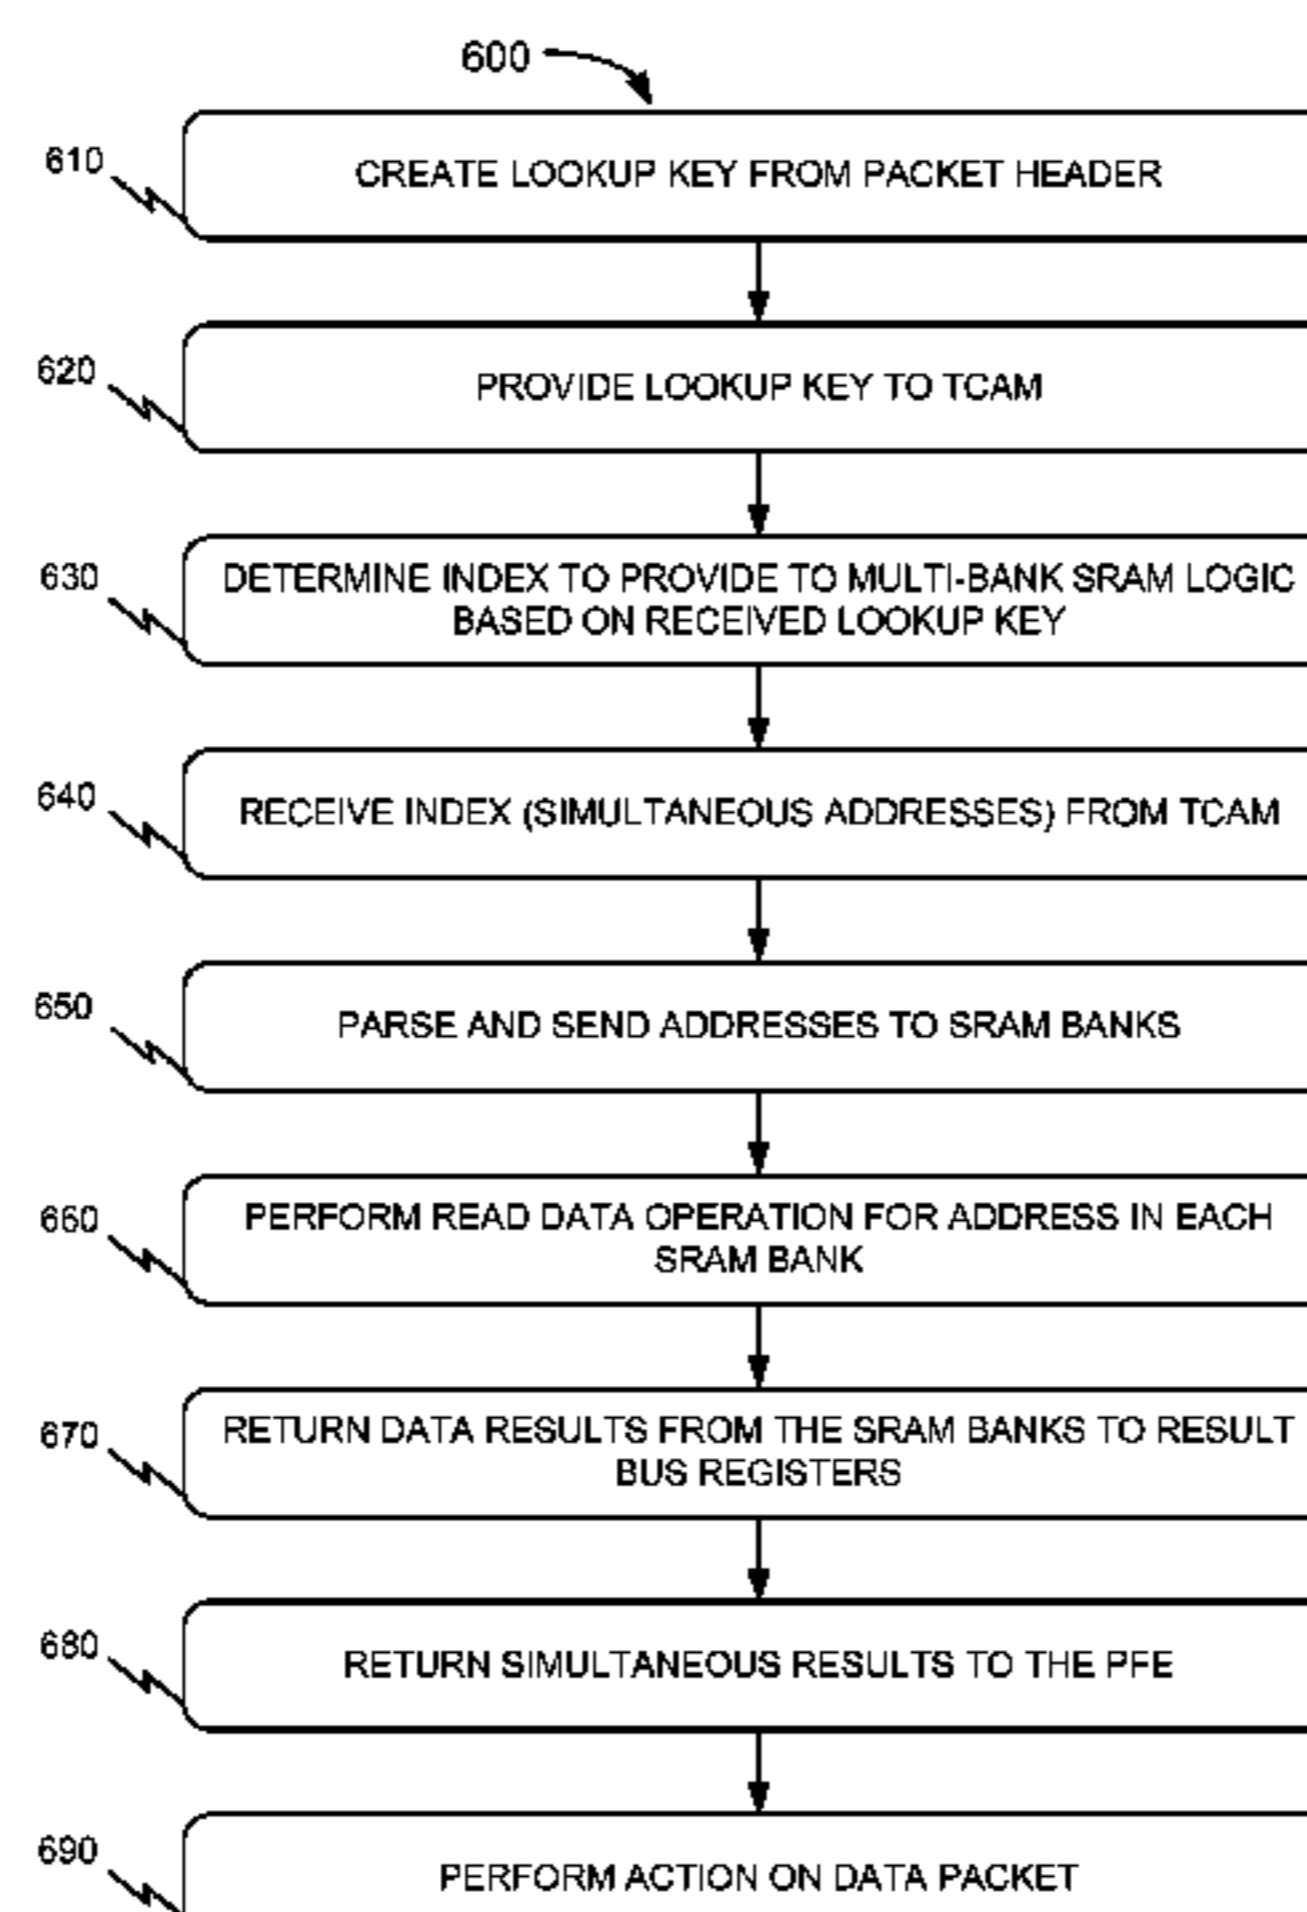 600
610
CREATE LOOKUP KEY FROM PACKET HEADER
620
PROVIDE LOOKUP KEY TO TCAM
630
DETERMINE INDEX TO PROVIDE TO MULTI-BANK SRAM LOGIC
BASED ON RECEIVED LOOKUP KEY
640
RECEIVE INDEX (SIMULTANEOUS ADDRESSES) FROM TCAM
650
PARSE AND SEND ADDRESSES TO SRAM BANKS
660
PERFORM READ DATA OPERATION FOR ADDRESS IN EACH
SRAM BANK
670
RETURN DATA RESULTS FROM THE SRAM BANKS TO RESULT
BUS REGISTERS
680
RETURN SIMULTANEOUS RESULTS TO THE PFE
690
PERFORM ACTION ON DATA PACKET